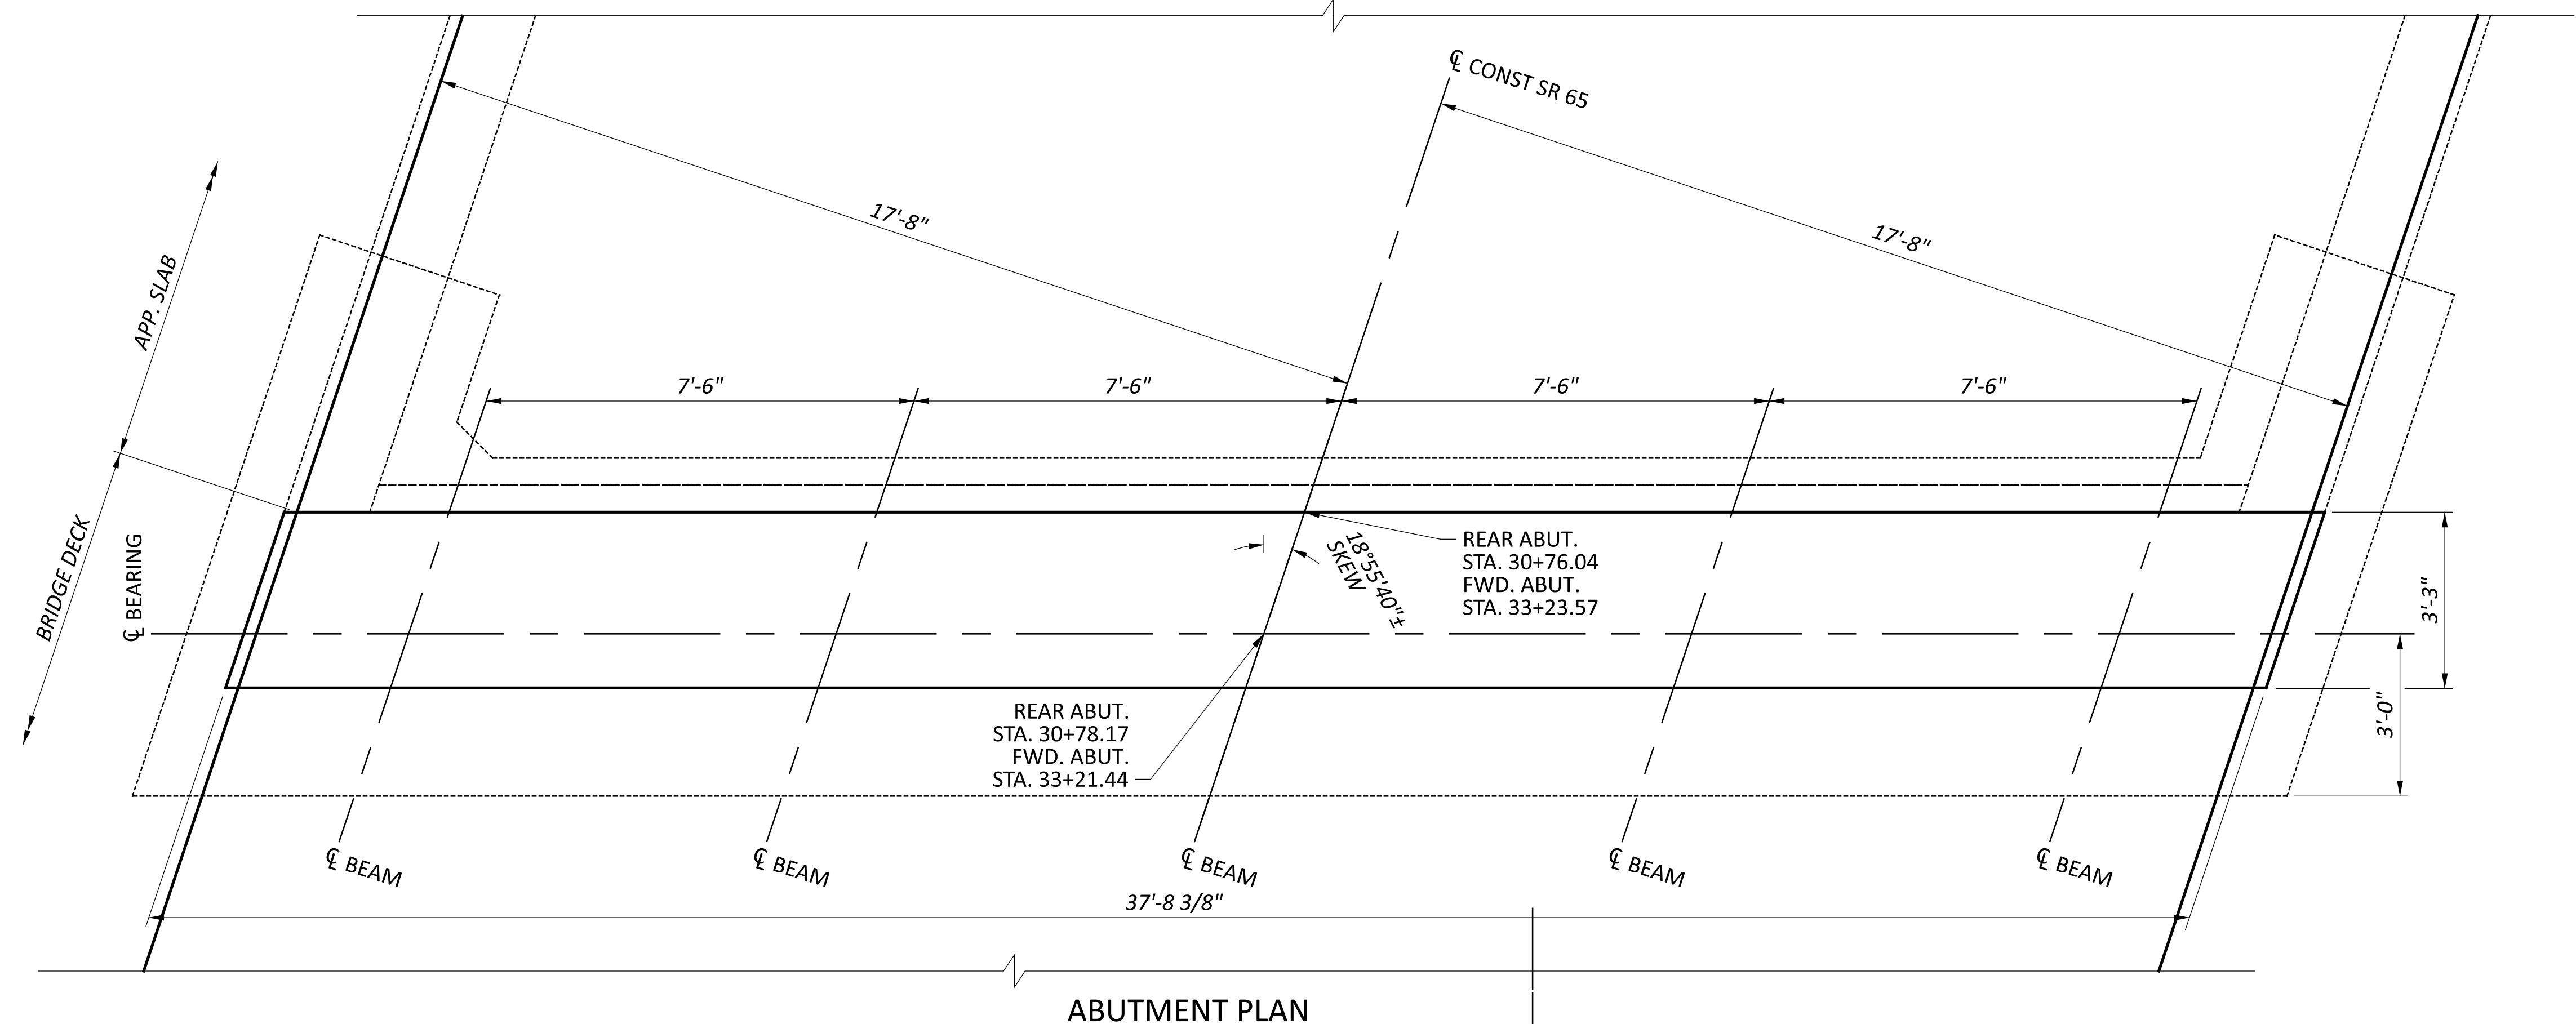 ℄ CONST SR 65
17'-8"
17'-8"
APP. SLAB
7'-6"
7'-6"
7'-6"
7'-6"
BRIDGE DECK
℄ BEARING
18°55'40"±
SKEW
REAR ABUT.
STA. 30+76.04
FWD. ABUT.
STA. 33+23.57
3'-3"
3'-0"
REAR ABUT.
STA. 30+78.17
FWD. ABUT.
STA. 33+21.44
℄ BEAM
℄ BEAM
℄ BEAM
℄ BEAM
℄ BEAM
37'-8 3/8"
ABUTMENT PLAN